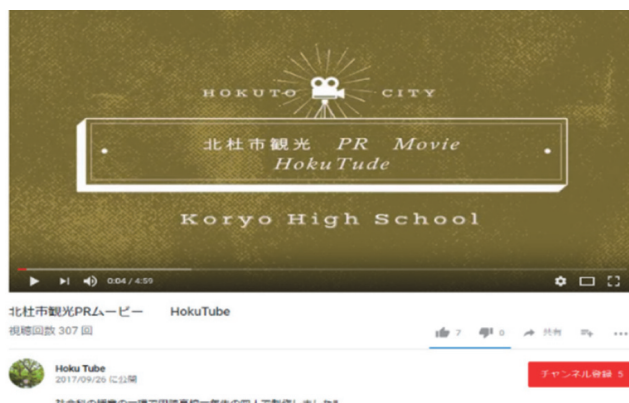 HOKUTO CITY
北杜市観光 PR Movie
HokuTude
Koryo High School
0:04 / 4:59
北杜市観光PRムービー HokuTube
視聴回数 307 回
7 0 共有
Hoku Tube
2017/09/26 に公開
チャンネル登録 5